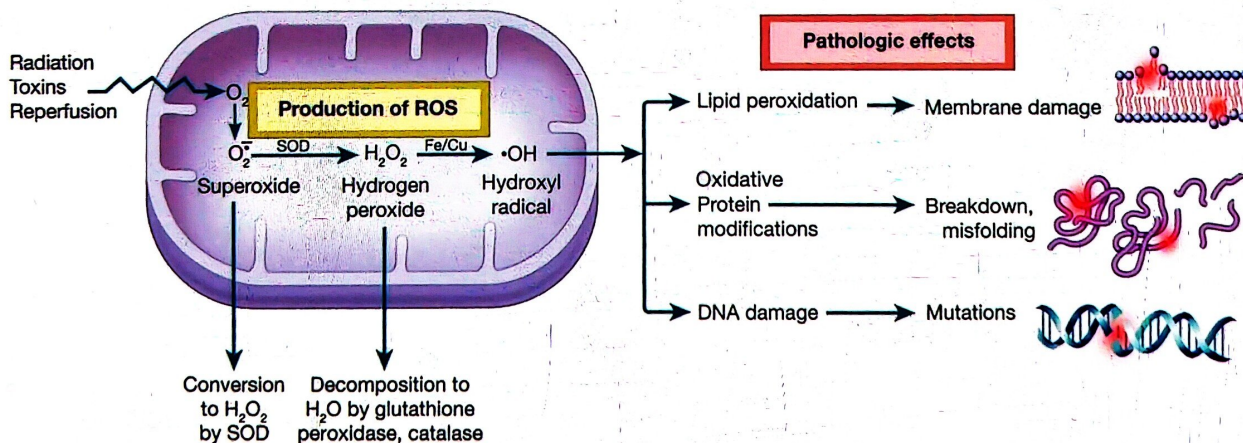 Radiation
Toxins
Reperfusion
O₂
Production of ROS
O₂⁻
SOD
H₂O₂
Fe/Cu
•OH
Superoxide
Hydrogen
peroxide
Hydroxyl
radical
Conversion
to H₂O₂
by SOD
Decomposition to
H₂O by glutathione
peroxidase, catalase
Pathologic effects
Lipid peroxidation
Membrane damage
Oxidative
Protein
modifications
Breakdown,
misfolding
DNA damage
Mutations